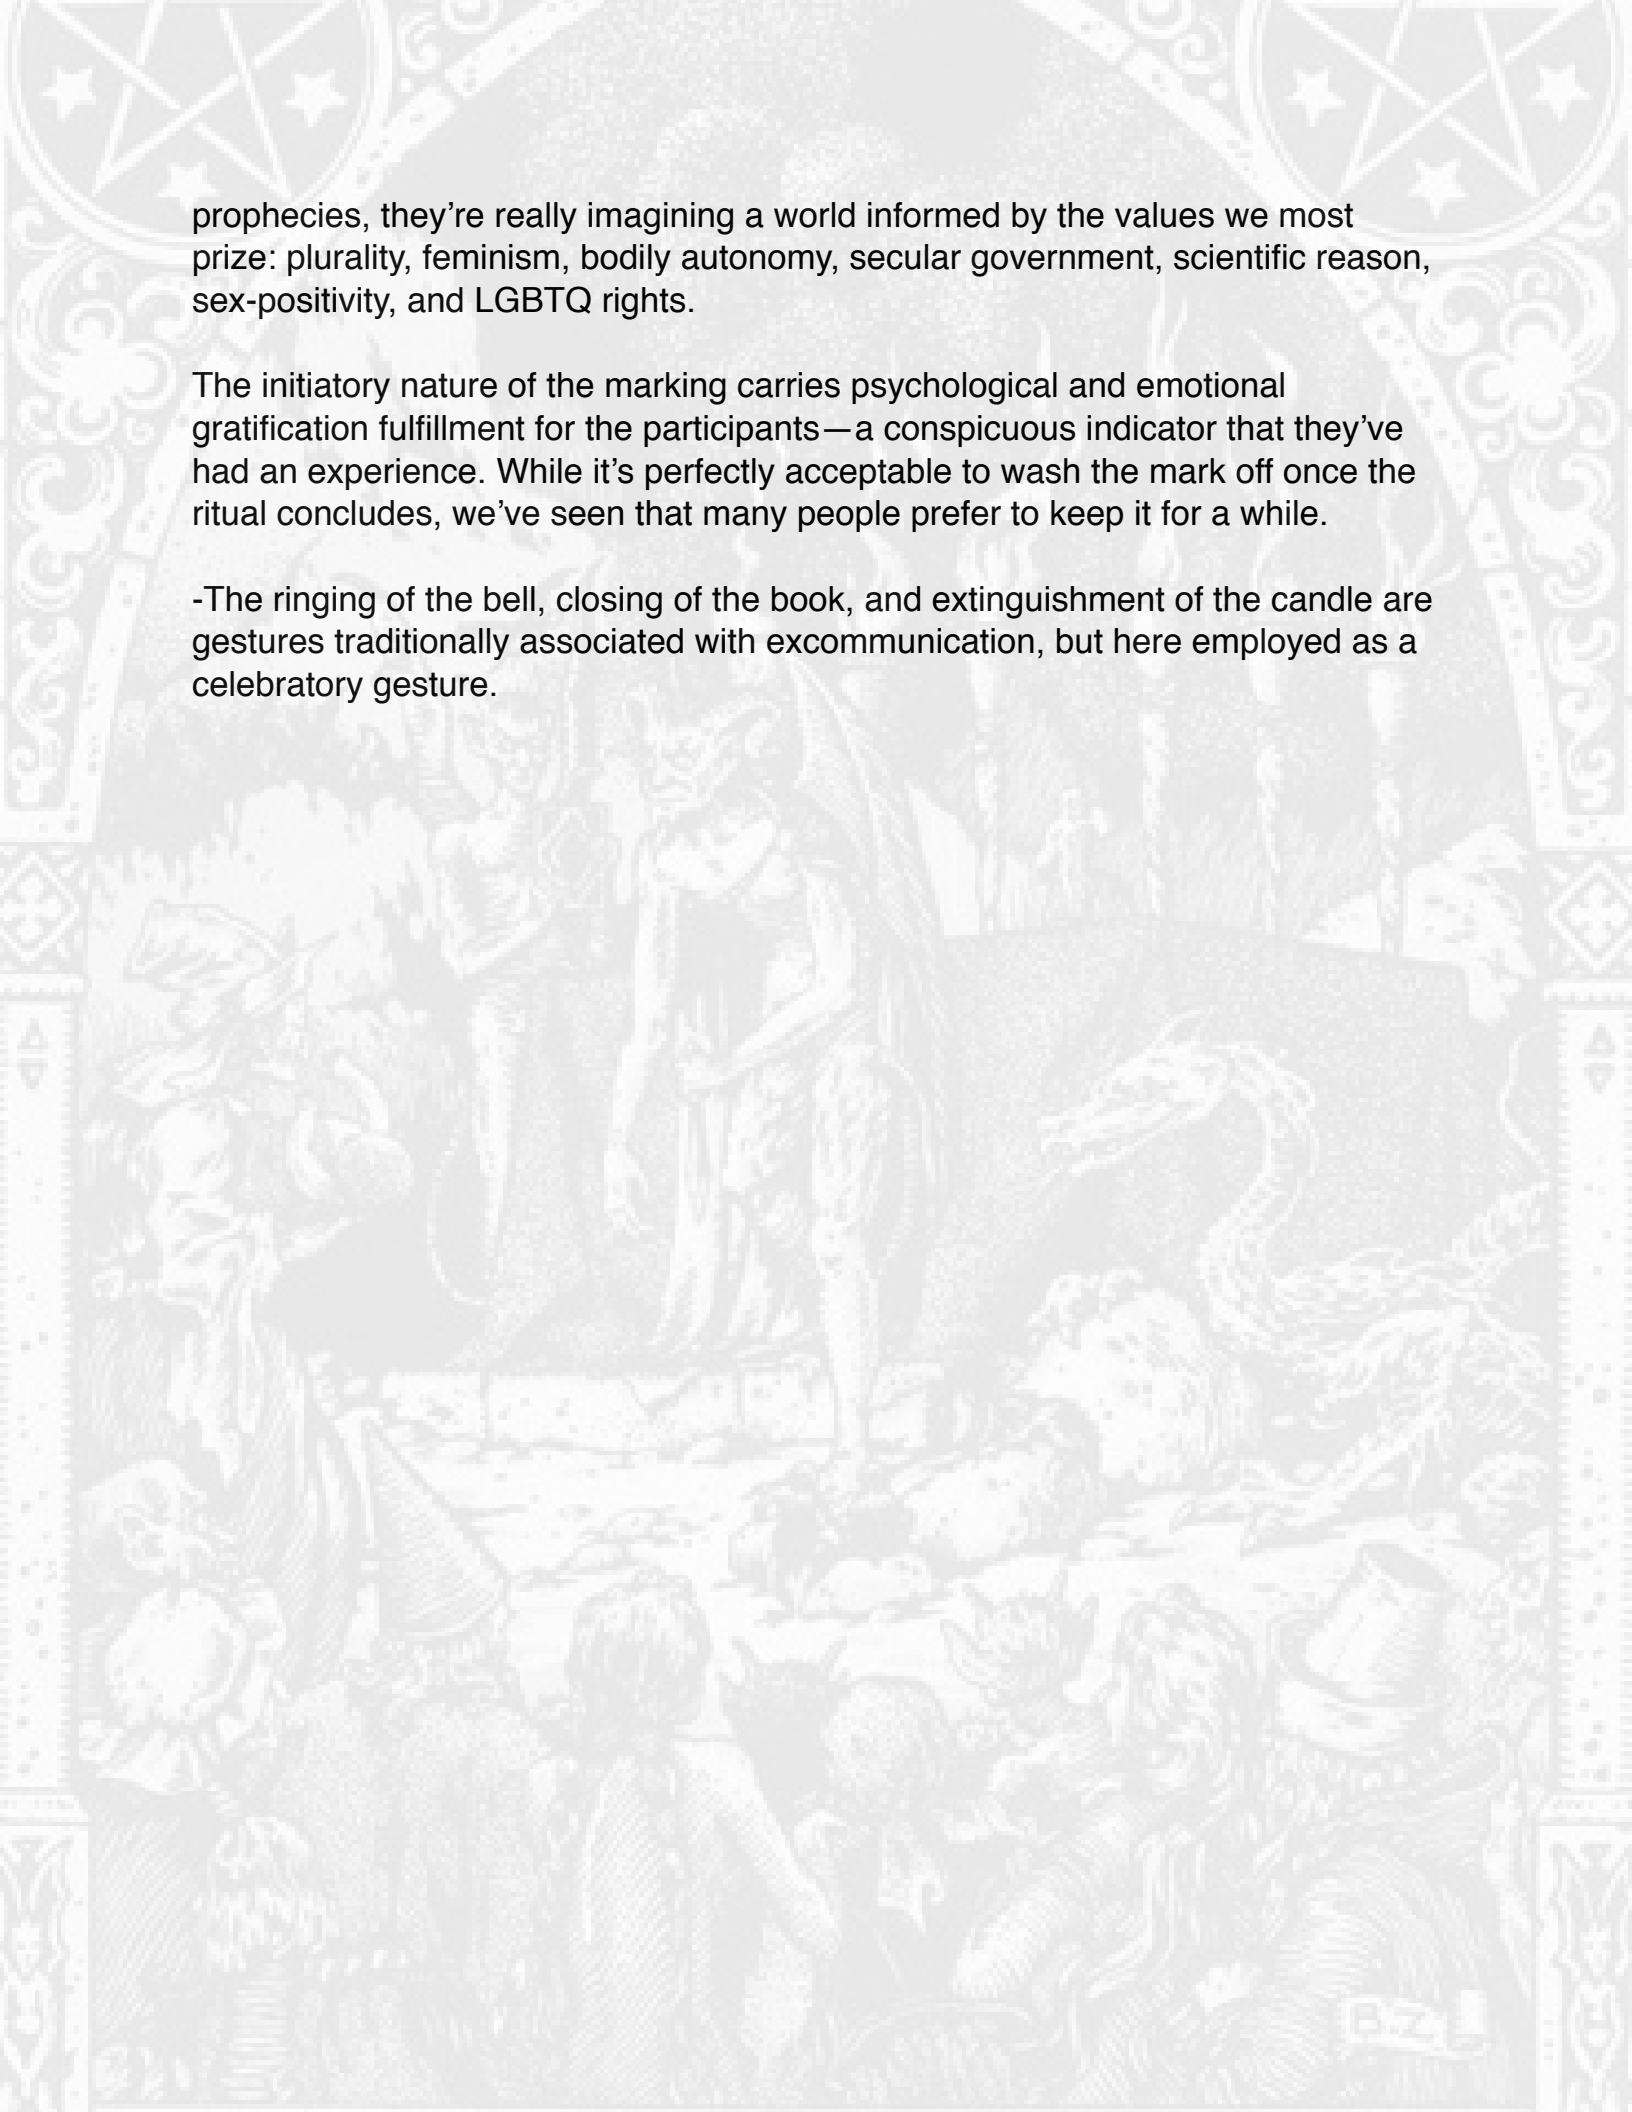 prophecies, they’re really imagining a world informed by the values we most
prize: plurality, feminism, bodily autonomy, secular government, scientific reason,
sex-positivity, and LGBTQ rights.
The initiatory nature of the marking carries psychological and emotional
gratification fulfillment for the participants—a conspicuous indicator that they’ve
had an experience. While it’s perfectly acceptable to wash the mark off once the
ritual concludes, we’ve seen that many people prefer to keep it for a while.
-The ringing of the bell, closing of the book, and extinguishment of the candle are
gestures traditionally associated with excommunication, but here employed as a
celebratory gesture.